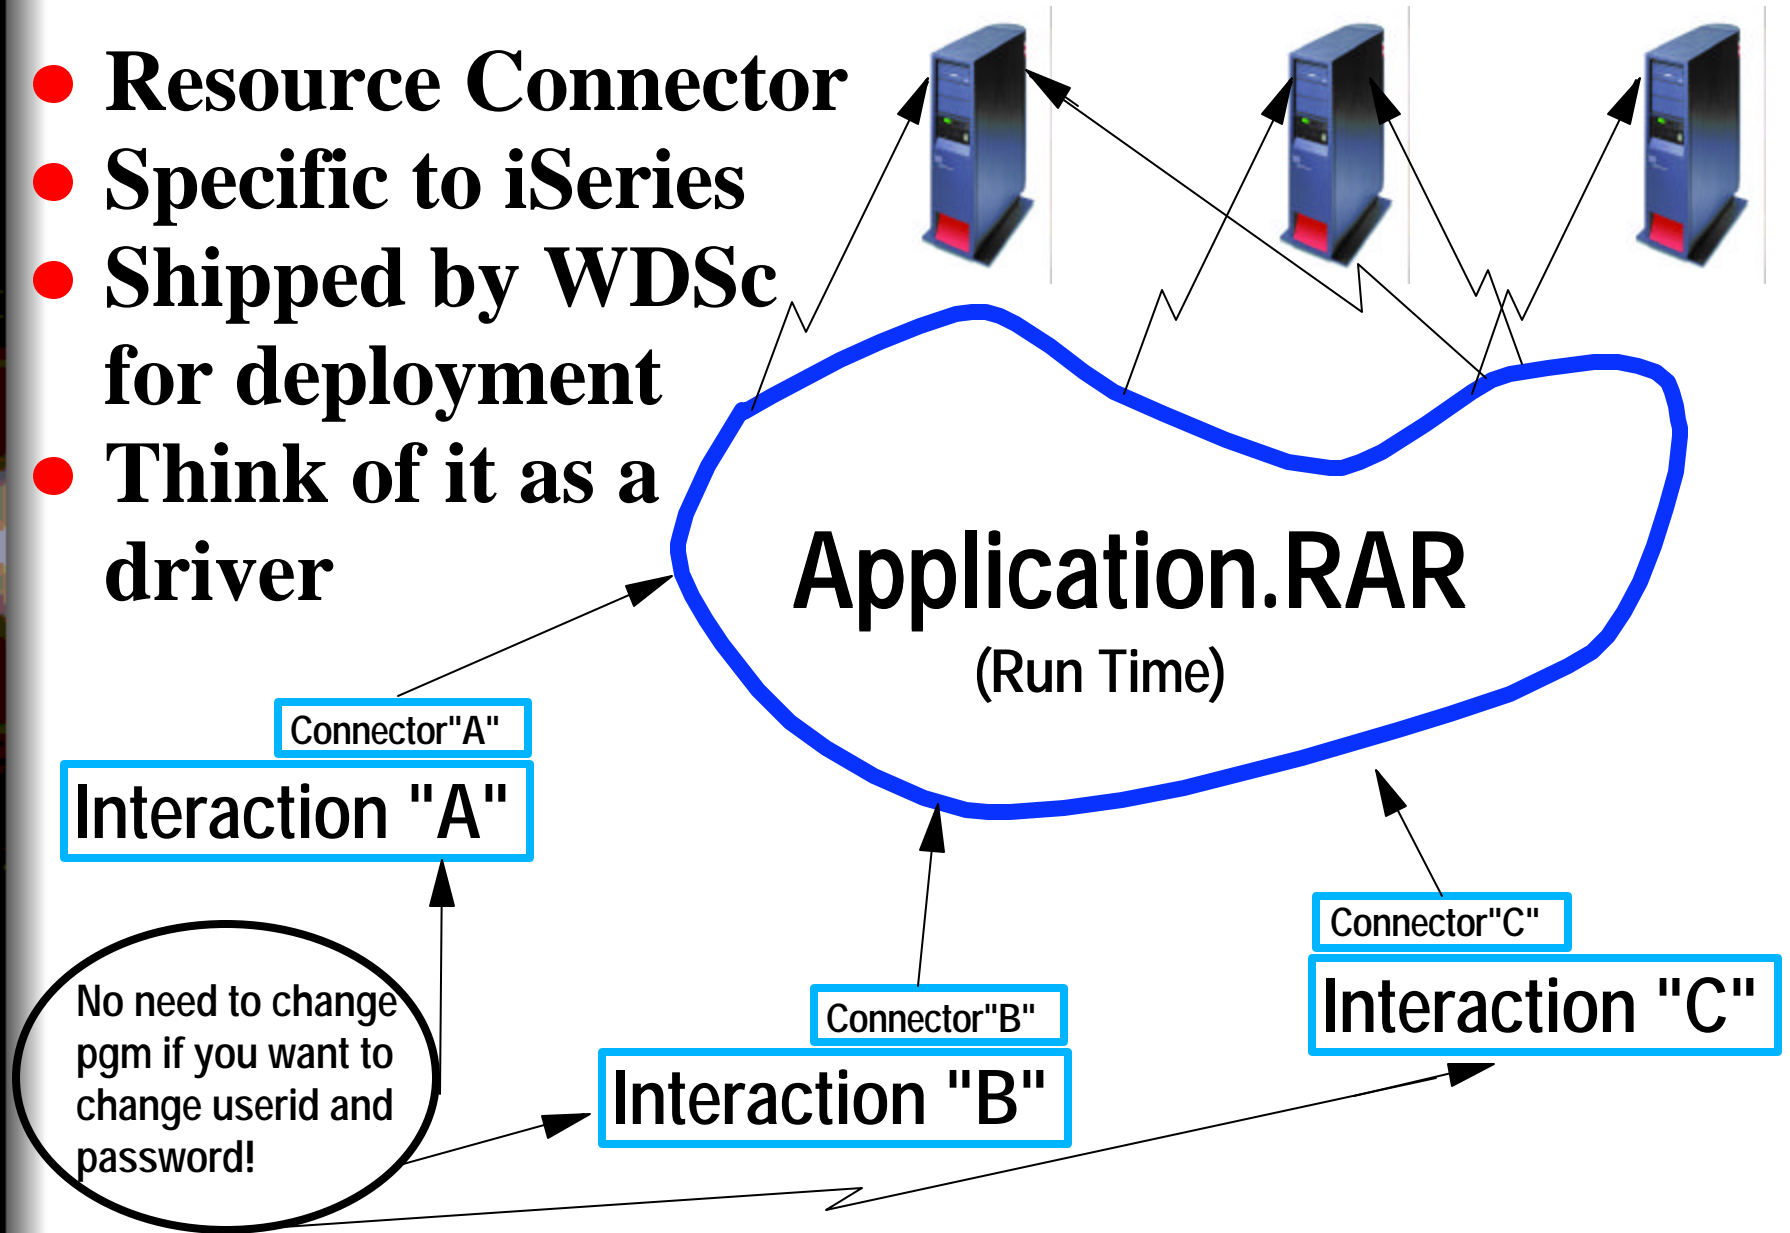 Resource Connector
Specific to iSeries
Shipped by WDSc
for deployment
Think of it as a
driver
Application.RAR
(Run Time)
Connector"A"
Interaction "A"
Connector"C"
Interaction "C"
No need to change
pgm if you want to
change userid and
password!
Connector"B"
Interaction "B"